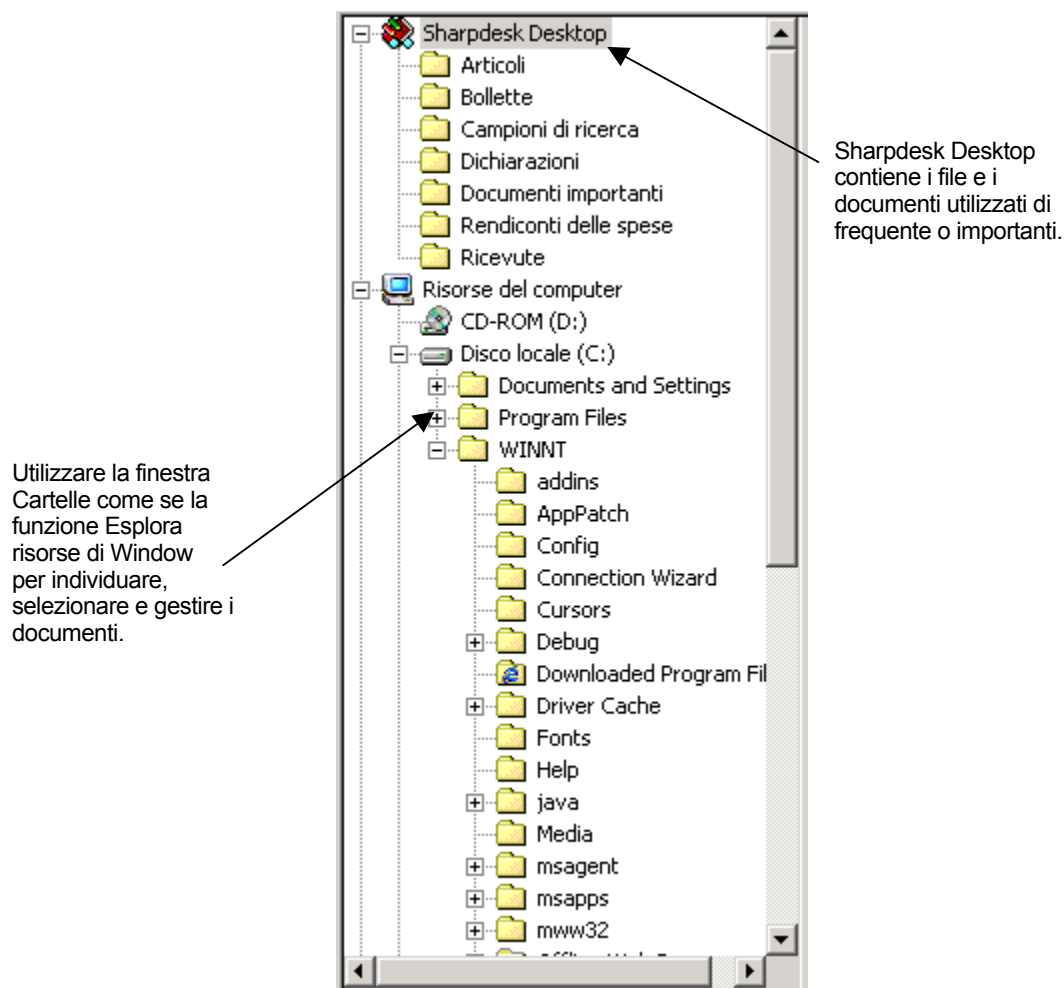 Sharpdesk Desktop
Articoli
Bollette
Campioni di ricerca
Dichiarazioni
Documenti importanti
Rendiconti delle spese
Ricevute
Risorse del computer
CD-ROM (D:)
Disco locale (C:)
Documents and Settings
Program Files
WINNT
addins
AppPatch
Config
Connection Wizard
Cursors
Debug
Downloaded Program Fil
Driver Cache
Fonts
Help
java
Media
msagent
msapps
mww32
Sharpdesk Desktop
contiene i file e i
documenti utilizzati di
frequente o importanti.
Utilizzare la finestra
Cartelle come se la
funzione Esplora
risorse di Window
per individuare,
selezionare e gestire i
documenti.